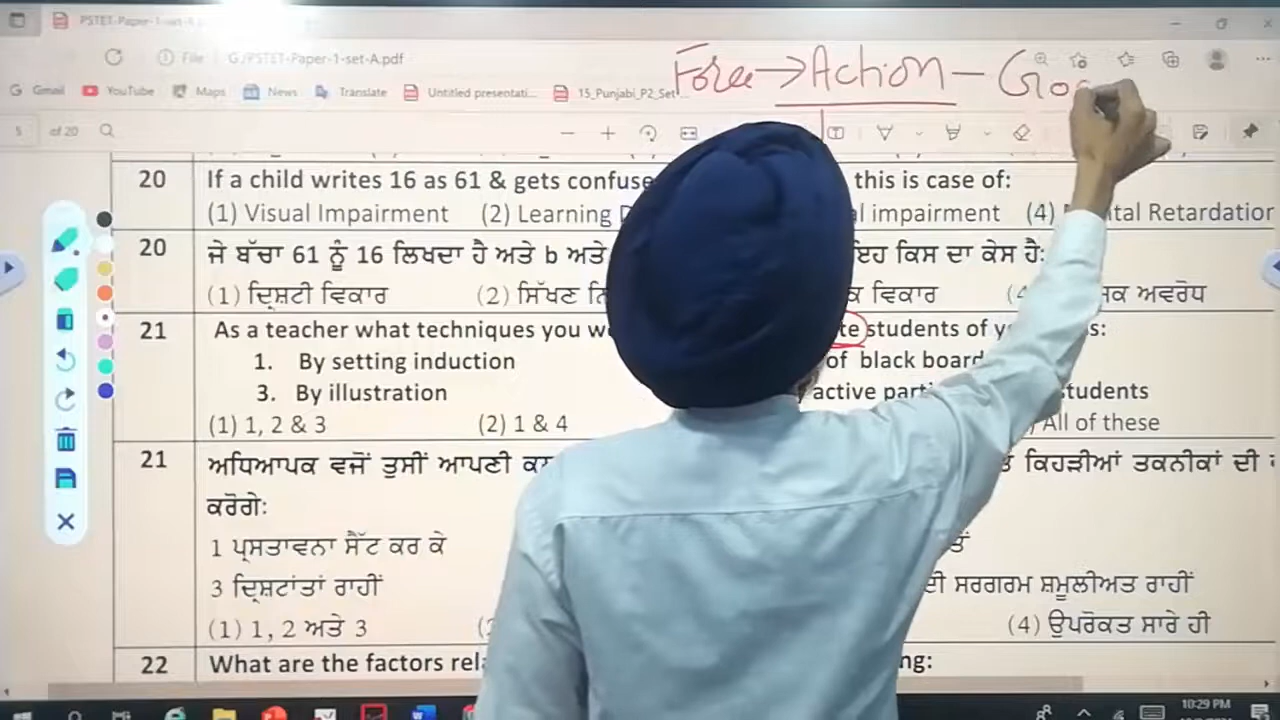 PSTET-Paper-1-set-A
File G:/PSTET-Paper-1-set-A.pdf
Force → Action – Goa
Gmail YouTube Maps News Translate Untitled presentati... 15_Punjabi_P2_Set
5 of 20
20 If a child writes 16 as 61 & gets confuse this is case of:
(1) Visual Impairment (2) Learning l impairment (4) Retardation
20 ਜੇ ਬੱਚਾ 61 ਨੂੰ 16 ਲਿਖਦਾ ਹੈ ਅਤੇ b ਅਤੇ ਇਹ ਕਿਸ ਦਾ ਕੇਸ ਹੈ:
(1) ਦ੍ਰਿਸ਼ਟੀ ਵਿਕਾਰ (2) ਸਿੱਖਣ ਕ ਵਿਕਾਰ ਅਵਰੋਧ
21 As a teacher what techniques you te students of
1. By setting induction of black board
3. By illustration active students
(1) 1, 2 & 3 (2) 1 & 4 All of these
21 ਅਧਿਆਪਕ ਵਜੋਂ ਤੁਸੀਂ ਆਪਣੀ ਕਿਹੜੀਆਂ ਤਕਨੀਕਾਂ ਦੀ
ਕਰੋਗੇ:
1 ਪ੍ਰਸਤਾਵਨਾ ਸੈੱਟ ਕਰ ਕੇ
3 ਦ੍ਰਿਸ਼ਟਾਂਤਾਂ ਰਾਹੀਂ ਦੀ ਸਰਗਰਮ ਸ਼ਮੂਲੀਅਤ ਰਾਹੀਂ
(1) 1, 2 ਅਤੇ 3 (4) ਉਪਰੋਕਤ ਸਾਰੇ ਹੀ
22 What are the factors ng:
10:29 PM